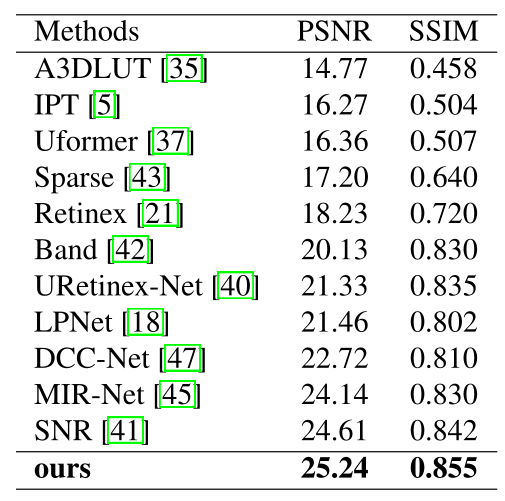 Methods PSNR SSIM
A3DLUT [35] 14.77 0.458
IPT [5] 16.27 0.504
Uformer [37] 16.36 0.507
Sparse [43] 17.20 0.640
Retinex [21] 18.23 0.720
Band [42] 20.13 0.830
URetinex-Net [40] 21.33 0.835
LPNet [18] 21.46 0.802
DCC-Net [47] 22.72 0.810
MIR-Net [45] 24.14 0.830
SNR [41] 24.61 0.842
ours 25.24 0.855